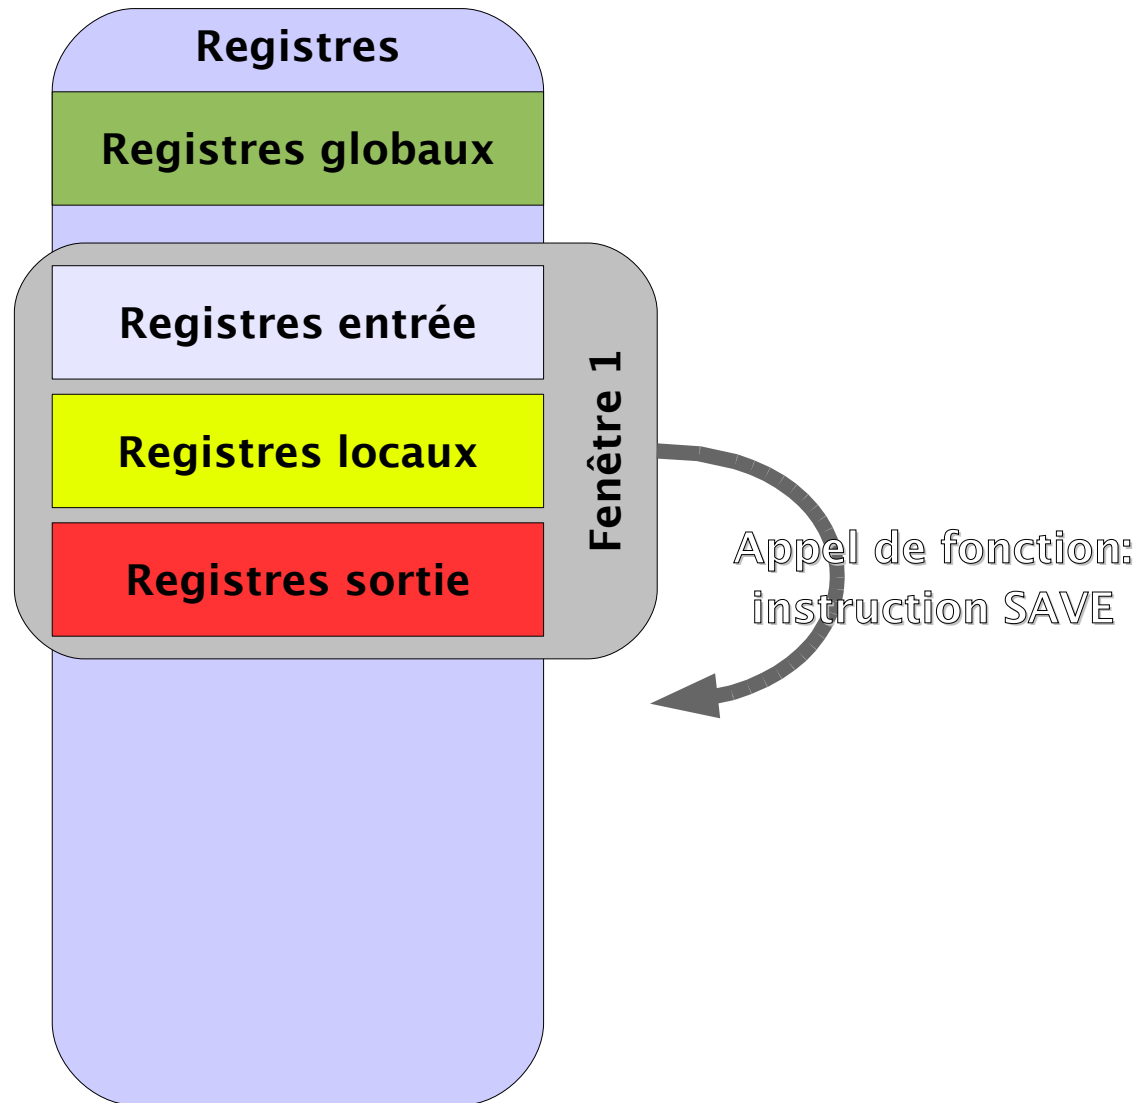 Registres
Registres globaux
Registres entrée
Registres locaux
Registres sortie
Fenêtre 1
Appel de fonction:
instruction SAVE